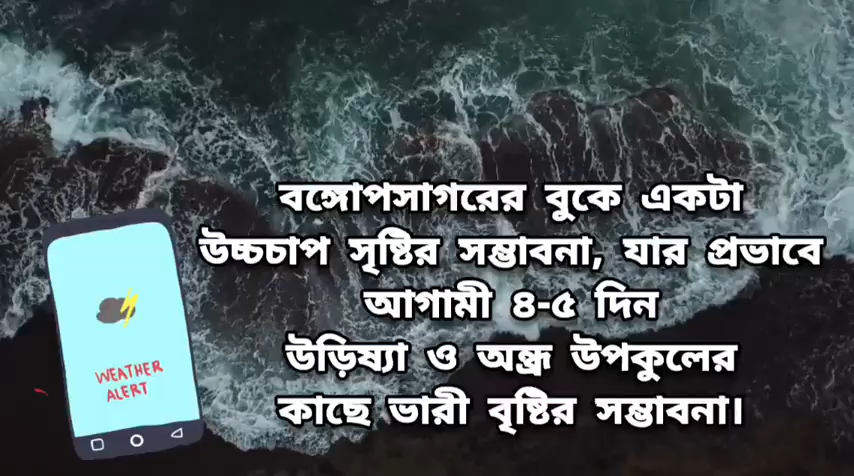 বঙ্গোপসাগরের বুকে একটা
উচ্চচাপ সৃষ্টির সম্ভাবনা, যার প্রভাবে
আগামী ৪-৫ দিন
উড়িষ্যা ও অন্ধ্র উপকুলের
কাছে ভারী বৃষ্টির সম্ভাবনা।
WEATHER
ALERT